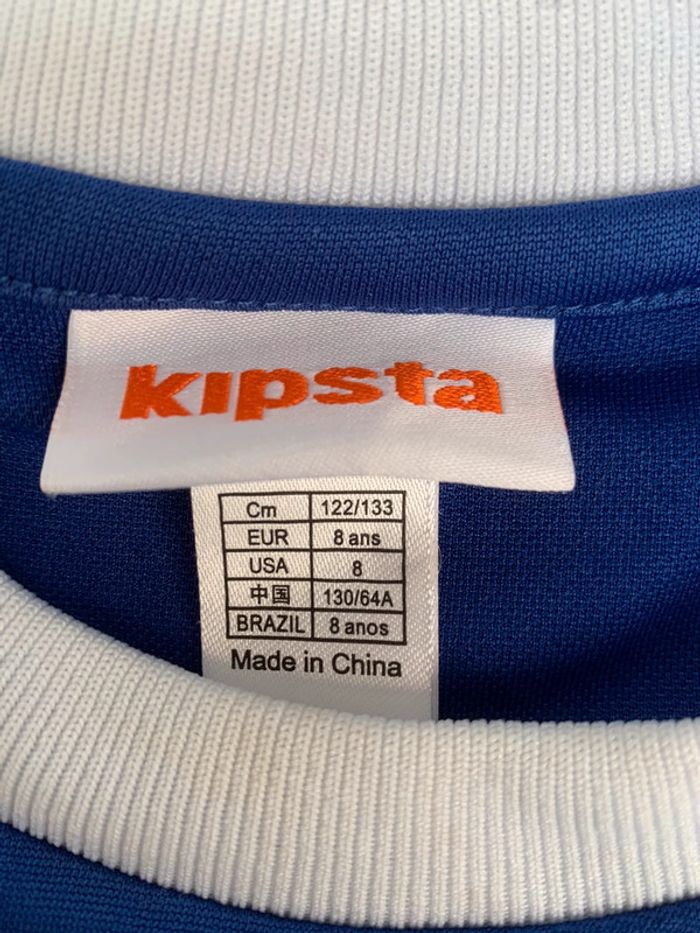 kipsta
Cm 122/133
EUR 8 ans
USA 8
中国 130/64A
BRAZIL 8 anos
Made in China